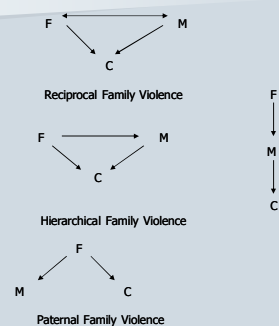 F M
C
Reciprocal Family Violence
F M
C
Hierarchical Family Violence
F
M C
Paternal Family Violence
F
M
C